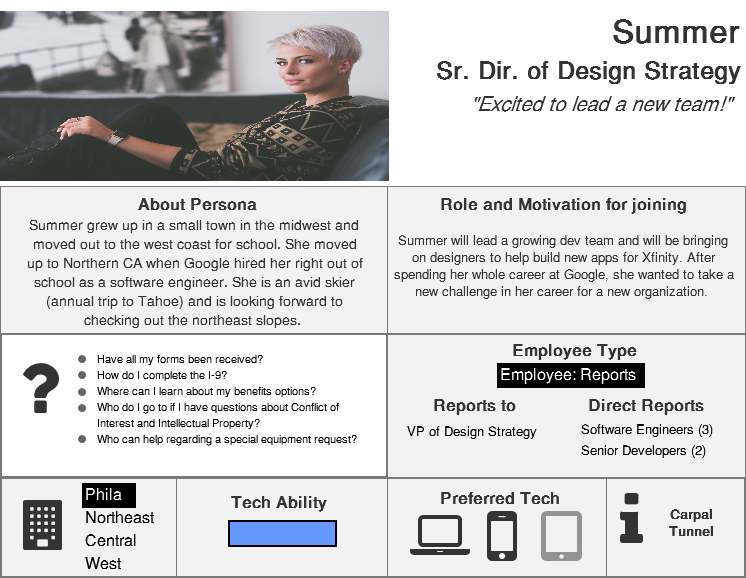 Summer
Sr. Dir. of Design Strategy
"Excited to lead a new team!"
About Persona
Summer grew up in a small town in the midwest and
moved out to the west coast for school. She moved
up to Northern CA when Google hired her right out of
school as a software engineer. She is an avid skier
(annual trip to Tahoe) and is looking forward to
checking out the northeast slopes.
Role and Motivation for joining
Summer will lead a growing dev team and will be bringing
on designers to help build new apps for Xfinity. After
spending her whole career at Google, she wanted to take a
new challenge in her career for a new organization.
?
Have all my forms been received?
How do I complete the I-9?
Where can I learn about my benefits options?
Who do I go to if I have questions about Conflict of
Interest and Intellectual Property?
Who can help regarding a special equipment request?
Employee Type
Employee: Reports
Reports to
VP of Design Strategy
Direct Reports
Software Engineers (3)
Senior Developers (2)
Phila
Northeast
Central
West
Tech Ability
Preferred Tech
i
Carpal
Tunnel